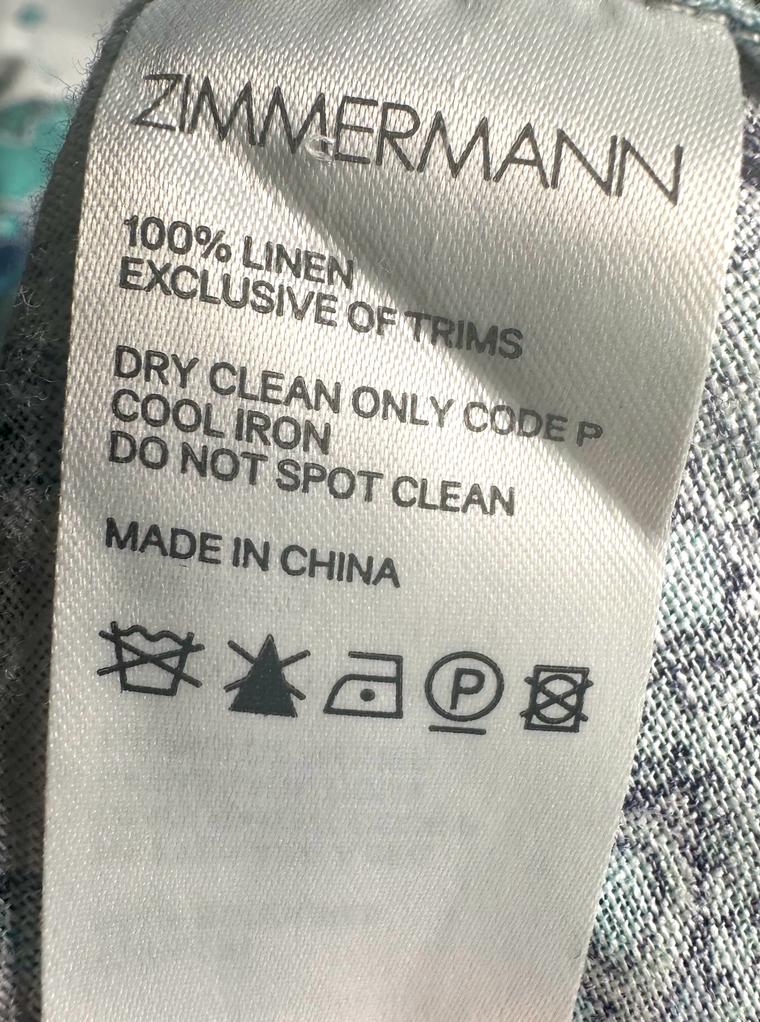 ZIMMERMANN
100% LINEN
EXCLUSIVE OF TRIMS
DRY CLEAN ONLY CODE P
COOL IRON
DO NOT SPOT CLEAN
MADE IN CHINA
P